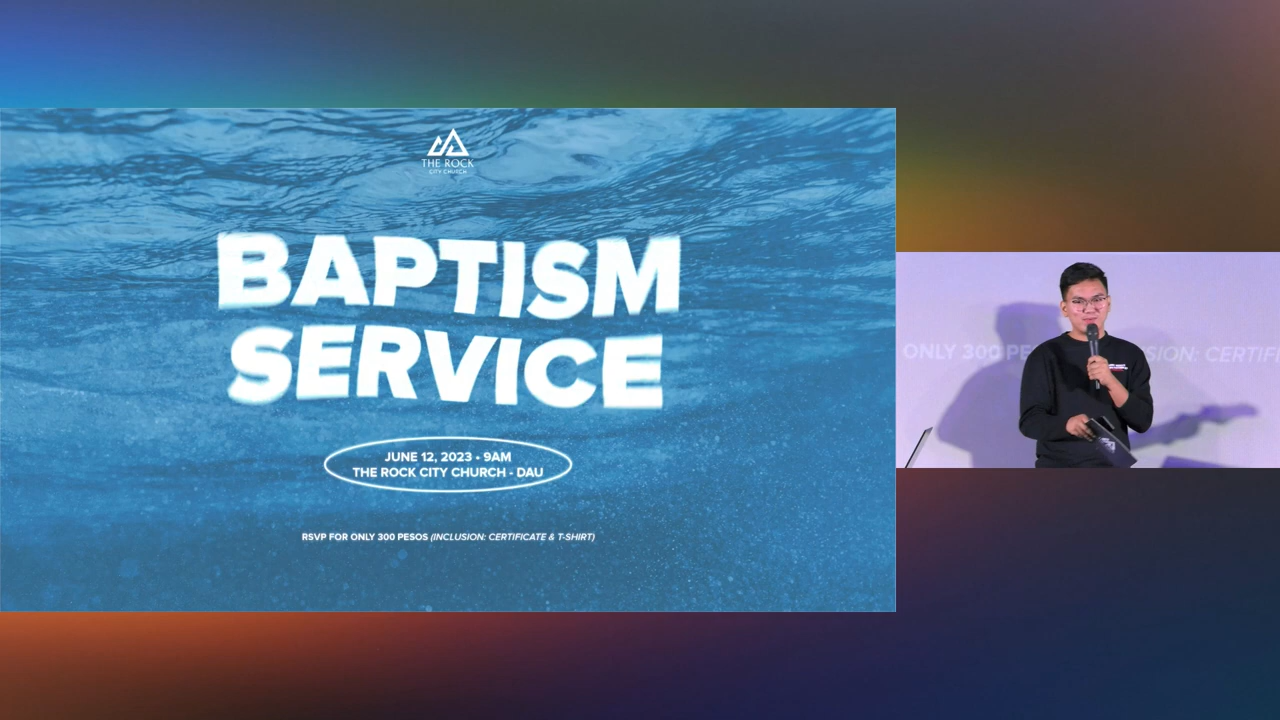 THE ROCK
CITY CHURCH
BAPTISM
SERVICE
JUNE 12, 2023 • 9AM
THE ROCK CITY CHURCH - DAU
RSVP FOR ONLY 300 PESOS (INCLUSION: CERTIFICATE & T-SHIRT)
ONLY 300 PE
SION: CERTIF